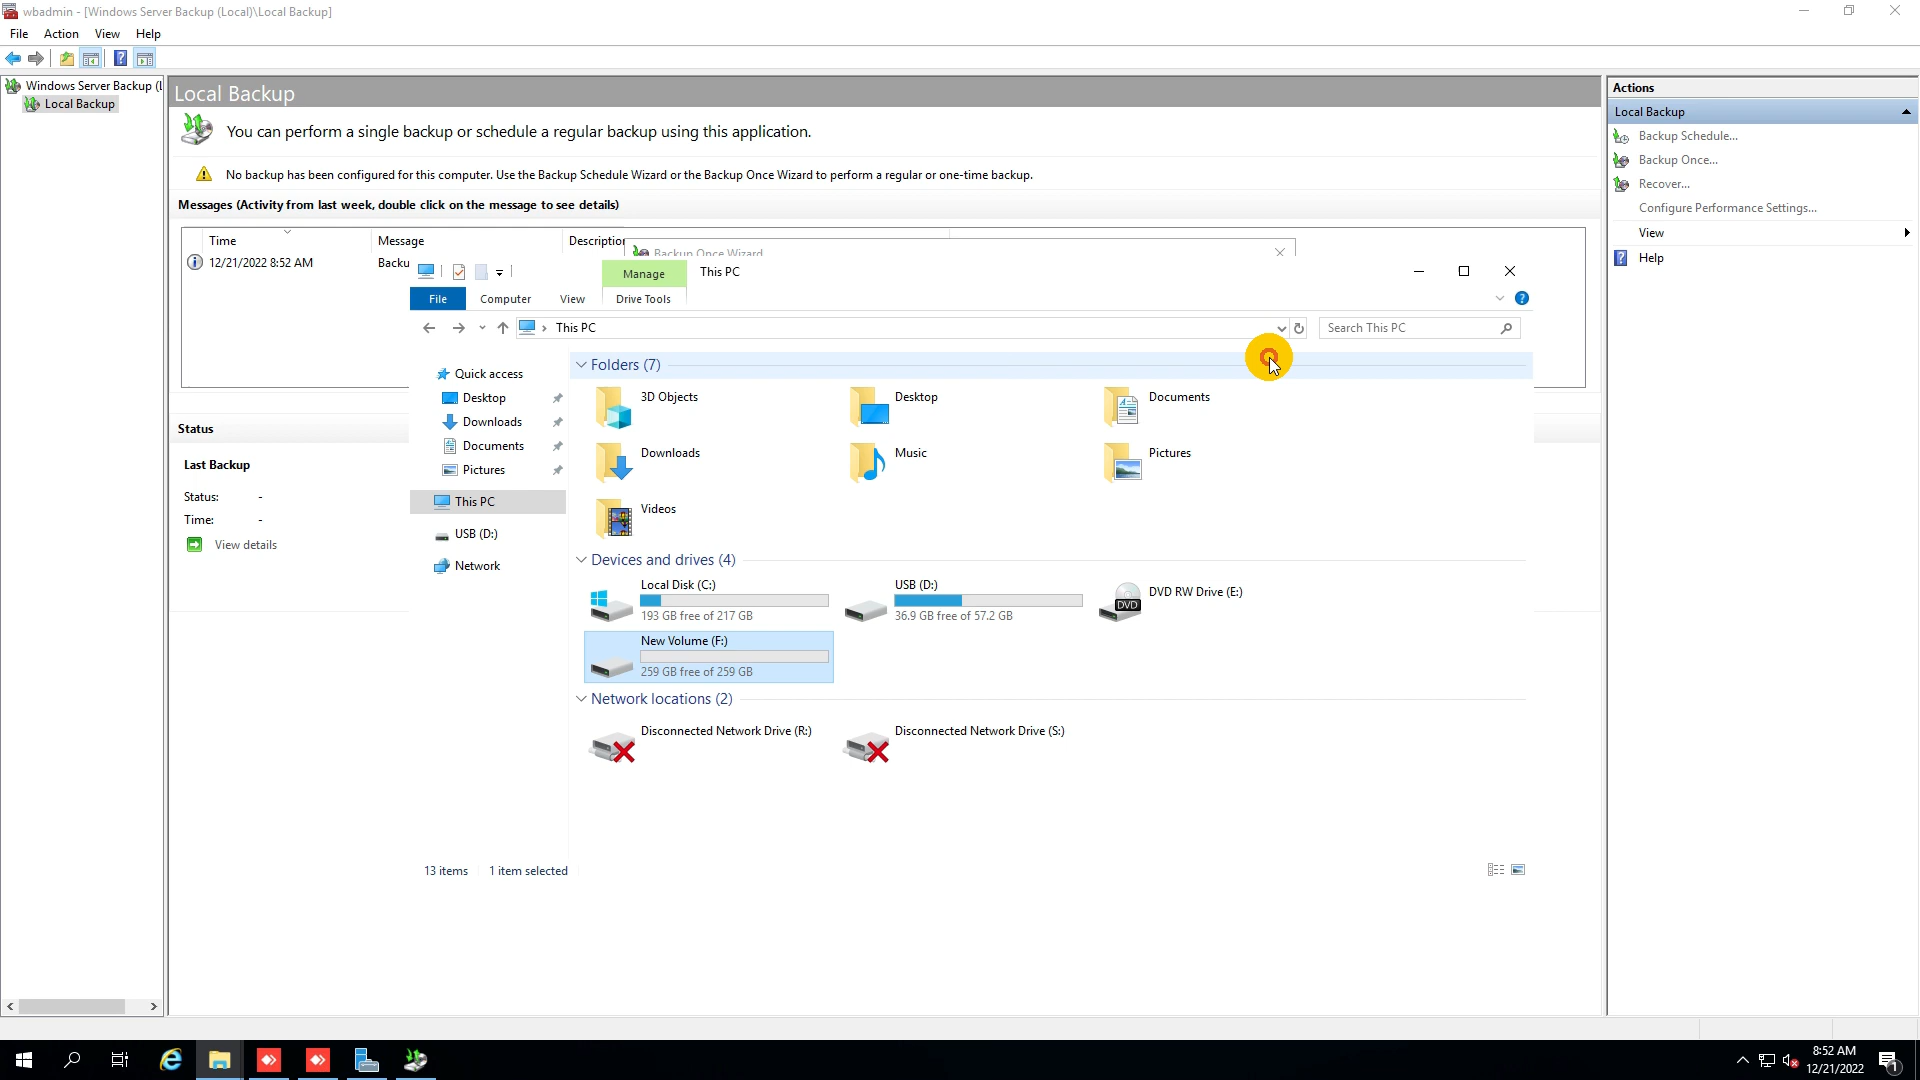 wbadmin - [Windows Server Backup (Local)\Local Backup]
File Action View Help
Windows Server Backup (L
Local Backup
Local Backup
You can perform a single backup or schedule a regular backup using this application.
No backup has been configured for this computer. Use the Backup Schedule Wizard or the Backup Once Wizard to perform a regular or one-time backup.
Messages (Activity from last week, double click on the message to see details)
Time Message Description
12/21/2022 8:52 AM Backu
Backup Once Wizard
Status
Last Backup
Status: -
Time: -
View details
Manage This PC
File Computer View Drive Tools
This PC
Search This PC
Quick access
Desktop
Downloads
Documents
Pictures
This PC
USB (D:)
Network
Folders (7)
3D Objects
Desktop
Documents
Downloads
Music
Pictures
Videos
Devices and drives (4)
Local Disk (C:)
193 GB free of 217 GB
USB (D:)
36.9 GB free of 57.2 GB
DVD RW Drive (E:)
DVD
New Volume (F:)
259 GB free of 259 GB
Network locations (2)
Disconnected Network Drive (R:)
Disconnected Network Drive (S:)
13 items 1 item selected
Actions
Local Backup
Backup Schedule...
Backup Once...
Recover...
Configure Performance Settings...
View
Help
8:52 AM
12/21/2022
1